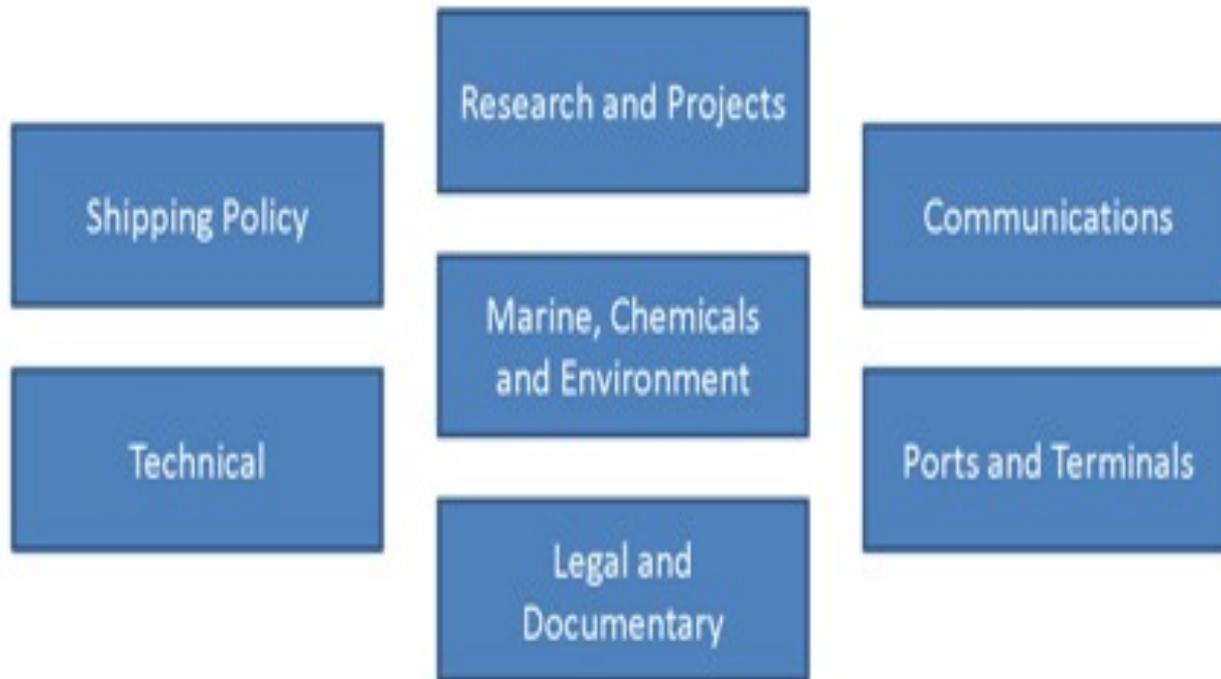 Research and Projects
Shipping Policy
Communications
Marine, Chemicals
and Environment
Technical
Ports and Terminals
Legal and
Documentary